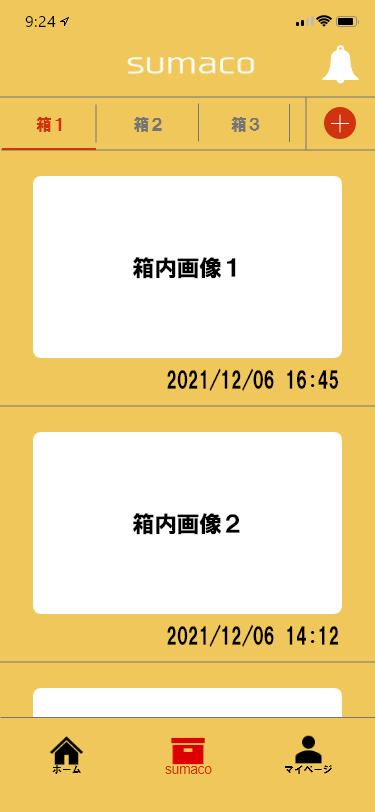 9:24
sumaco
箱１ 箱２ 箱３
箱内画像１
2021/12/06 16:45
箱内画像２
2021/12/06 14:12
ホーム sumaco マイページ